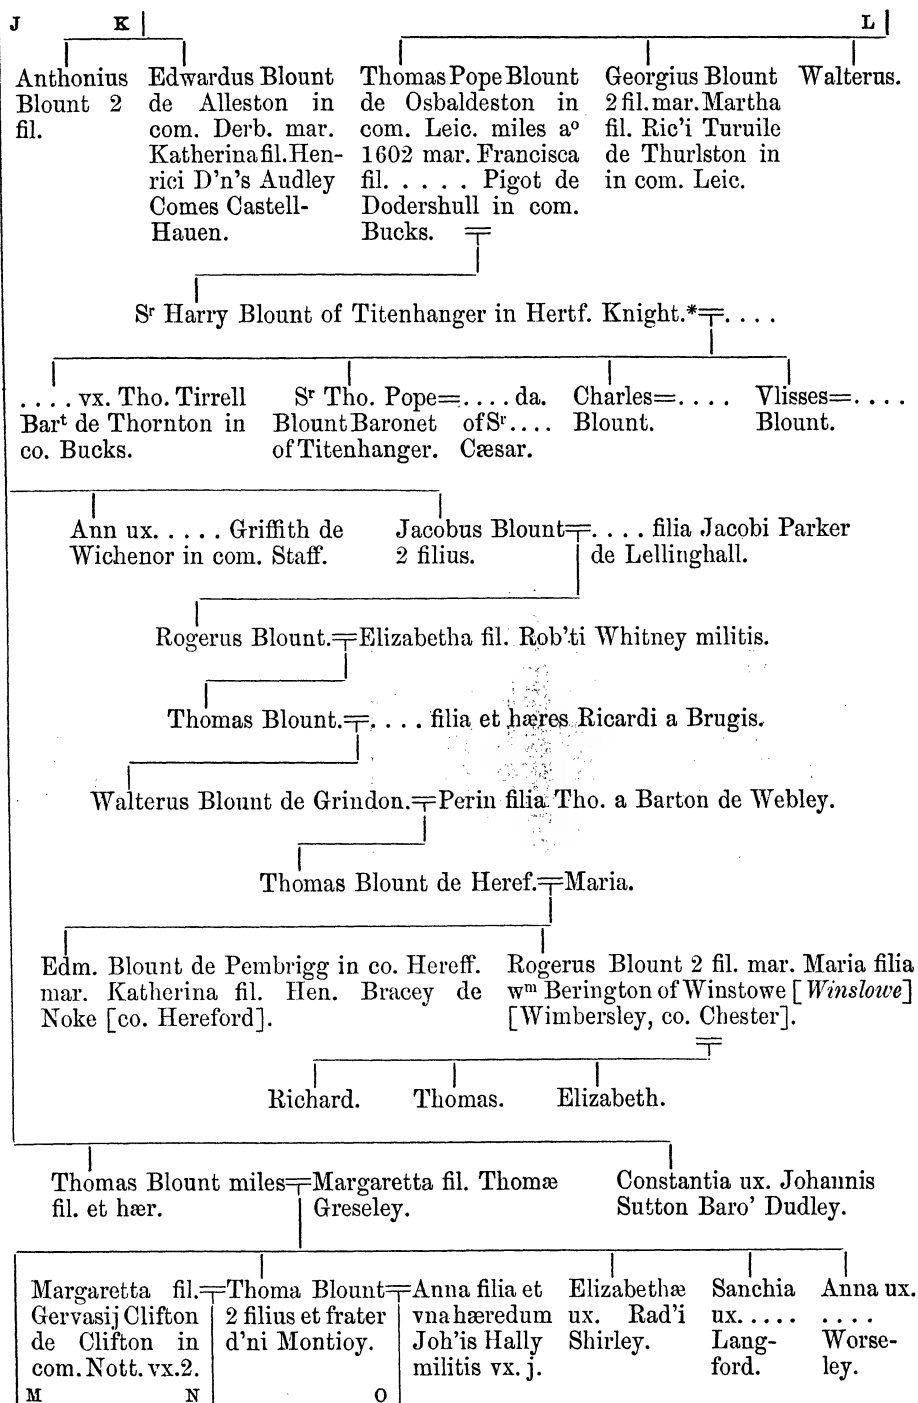 J K L
Anthonius
Blount 2
fil.
Edwardus Blount
de Alleston in
com. Derb. mar.
Katherina fil. Hen-
rici D'n's Audley
Comes Castell-
Hauen.
Thomas Pope Blount
de Osbaldeston in
com. Leic. miles aº
1602 mar. Francisca
fil. . . . . . Pigot de
Dodershull in com.
Bucks.
Georgius Blount
2 fil. mar. Martha
fil. Ric'i Turuile
de Thurlston in
in com. Leic.
Walterus.
Sʳ Harry Blount of Titenhanger in Hertf. Knight.*=. . . .
. . . . vx. Tho. Tirrell
Barᵗ de Thornton in
co. Bucks.
Sʳ Tho. Pope=. . . . da.
Blount Baronet of Sʳ. . . .
of Titenhanger. Cæsar.
Charles=. . . .
Blount.
Vlisses=. . . .
Blount.
Ann ux. . . . . . Griffith de
Wichenor in com. Staff.
Jacobus Blount=. . . . filia Jacobi Parker
2 filius. de Lellinghall.
Rogerus Blount.=Elizabetha fil. Rob'ti Whitney militis.
Thomas Blount.=. . . . filia et hæres Ricardi a Brugis.
Walterus Blount de Grindon.=Perin filia Tho. a Barton de Webley.
Thomas Blount de Heref.=Maria.
Edm. Blount de Pembrigg in co. Hereff.
mar. Katherina fil. Hen. Bracey de
Noke [co. Hereford].
Rogerus Blount 2 fil. mar. Maria filia
wᵐ Berington of Winstowe [Winslowe]
[Wimbersley, co. Chester].
Richard. Thomas. Elizabeth.
Thomas Blount miles=Margaretta fil. Thomæ
fil. et hær. Greseley.
Constantia ux. Johannis
Sutton Baro' Dudley.
Margaretta fil.=
Gervasij Clifton
de Clifton in
com. Nott. vx. 2.
Thoma Blount=
2 filius et frater
d'ni Montioy.
Anna filia et
vna hæredum
Joh'is Hally
militis vx. j.
Elizabethæ
ux. Rad'i
Shirley.
Sanchia
ux. . . . .
Lang-
ford.
Anna ux.
. . . .
Worse-
ley.
M N O